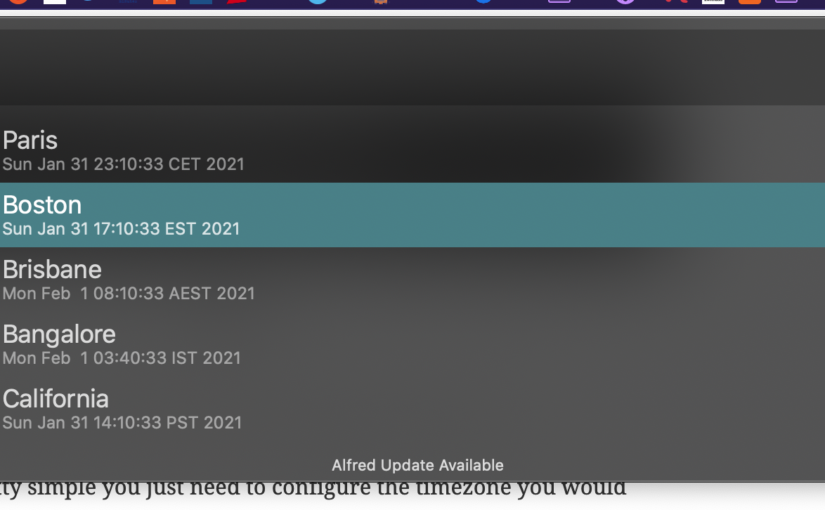 Paris
Sun Jan 31 23:10:33 CET 2021
Boston
Sun Jan 31 17:10:33 EST 2021
Brisbane
Mon Feb  1 08:10:33 AEST 2021
Bangalore
Mon Feb  1 03:40:33 IST 2021
California
Sun Jan 31 14:10:33 PST 2021
Alfred Update Available
simple you just need to configure the timezone you would